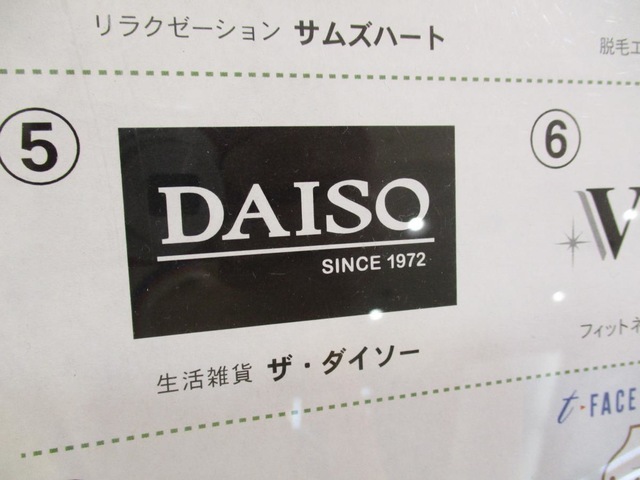 リラクゼーション サムズハート
脱毛エ
⑤
DAISO
SINCE 1972
生活雑貨 ザ・ダイソー
⑥
V
フィットネ
t-FACE